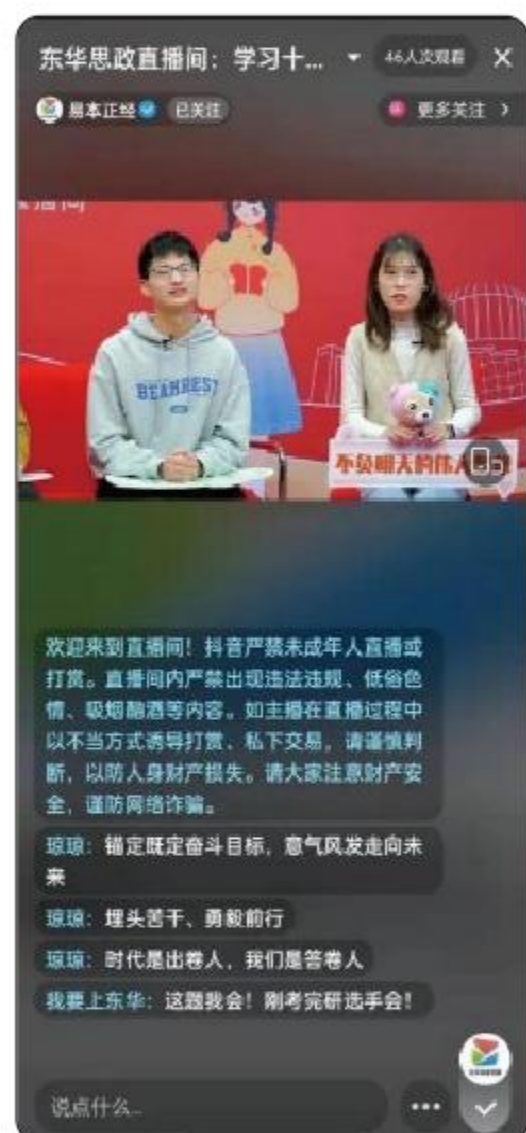 东华思政直播间：学习十...
46人次观看
易本正经
已关注
更多关注
BEAMREST
不负明天的伟大
欢迎来到直播间！抖音严禁未成年人直播或
打赏。直播间内严禁出现违法违规、低俗色
情、吸烟酗酒等内容。如主播在直播过程中
以不当方式诱导打赏、私下交易，请谨慎判
断，以防人身财产损失。请大家注意财产安
全，谨防网络诈骗。
琼琼：锚定既定奋斗目标，意气风发走向未
来
琼琼：埋头苦干、勇毅前行
琼琼：时代是出卷人，我们是答卷人
我要上东华：这题我会！刚考完研选手会！
说点什么...